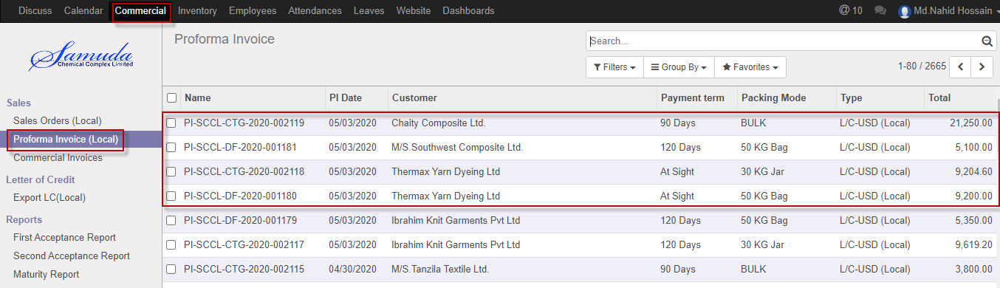 Discuss Calendar Commercial Inventory Employees Attendances Leaves Website Dashboards @ 10 Md.Nahid Hossain
Samuda
Chemical Complex Limited
Proforma Invoice
Search...
Filters Group By Favorites 1-80 / 2665
Sales
Sales Orders (Local)
Proforma Invoice (Local)
Commercial Invoices
Letter of Credit
Export LC(Local)
Reports
First Acceptance Report
Second Acceptance Report
Maturity Report
Name PI Date Customer Payment term Packing Mode Type Total
PI-SCCL-CTG-2020-002119 05/03/2020 Chaity Composite Ltd. 90 Days BULK L/C-USD (Local) 21,250.00
PI-SCCL-DF-2020-001181 05/03/2020 M/S.Southwest Composite Ltd. 120 Days 50 KG Bag L/C-USD (Local) 5,100.00
PI-SCCL-CTG-2020-002118 05/03/2020 Thermax Yarn Dyeing Ltd At Sight 30 KG Jar L/C-USD (Local) 9,204.60
PI-SCCL-DF-2020-001180 05/03/2020 Thermax Yarn Dyeing Ltd At Sight 50 KG Bag L/C-USD (Local) 9,200.00
PI-SCCL-DF-2020-001179 05/03/2020 Ibrahim Knit Garments Pvt Ltd 120 Days 50 KG Bag L/C-USD (Local) 5,350.00
PI-SCCL-CTG-2020-002117 05/03/2020 Ibrahim Knit Garments Pvt Ltd 120 Days 30 KG Jar L/C-USD (Local) 9,619.20
PI-SCCL-CTG-2020-002115 04/30/2020 M/S.Tanzila Textile Ltd. 90 Days BULK L/C-USD (Local) 3,800.00